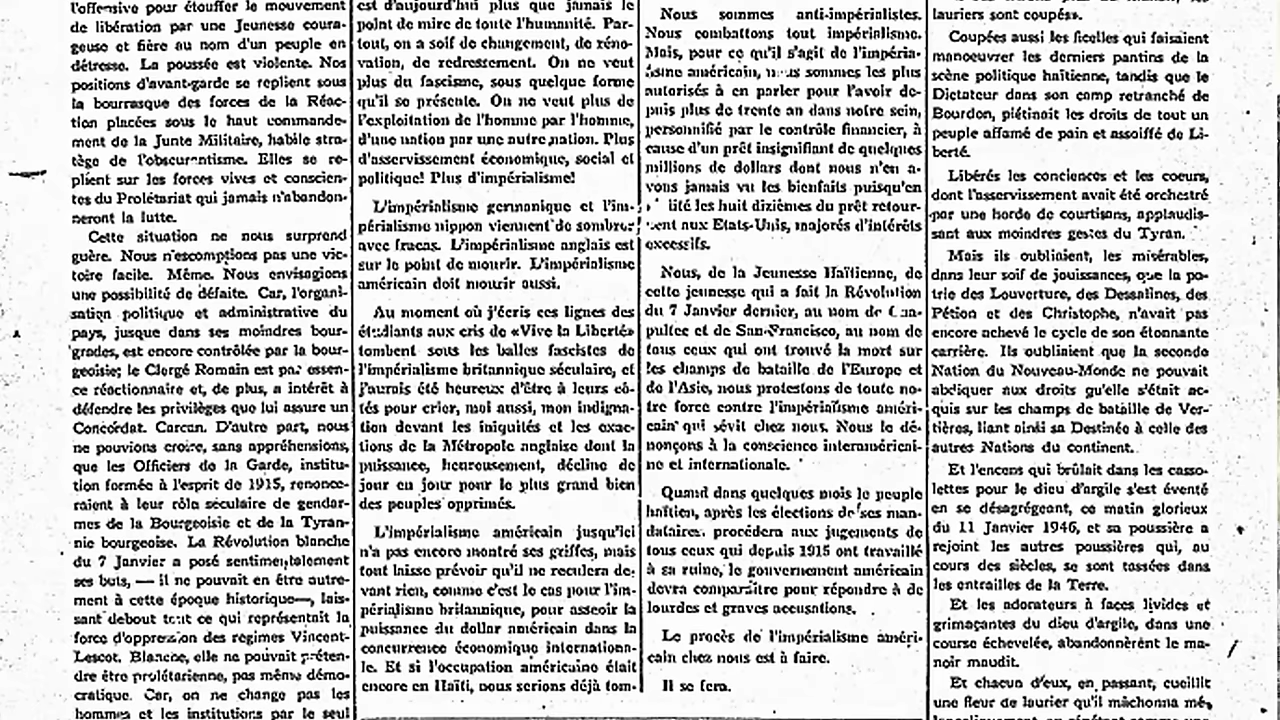 l'offensive pour étouffer le mouvement
de libération par une Jeunesse coura-
geuse et fière au nom d'un peuple en
détresse. La poussée est violente. Nos
positions d'avant-garde se replient sous
la bourrasque des forces de la Réac-
tion placées sous le haut commande-
ment de la Junte Militaire, habile stra-
tège de l'obscurantisme. Elles se re-
plient sur les forces vives et conscien-
tes du Prolétariat qui jamais n'abandon-
neront la lutte.
Cette situation ne nous surprend
guère. Nous n'escomptions pas une vic-
toire facile. Même. Nous envisagions
une possibilité de défaite. Car, l'organi-
sation politique et administrative du
pays, jusque dans ses moindres bour-
grades, est encore contrôlée par la bour-
geoisie; le Clergé Romain est par essen-
ce réactionnaire et, de plus, a intérêt à
défendre les privilèges que lui assure un
Concordat. Carcan. D'autre part, nous
ne pouvions croire, sans appréhensions,
que les Officiers de la Garde, institu-
tion formée à l'esprit de 1915, renonce-
raient à leur rôle séculaire de gendar-
mes de la Bourgeoisie et de la Tyran-
nie bourgeoise. La Révolution blanche
du 7 Janvier a posé sentimentalement
ses buts, — il ne pouvait en être autre-
ment à cette époque historique—, lais-
sant debout tout ce qui représentait la
force d'oppression des regimes Vincent-
Lescot. Blanche, elle ne pouvait préten-
dre être prolétarienne, pas même démo-
cratique. Car, on ne change pas les
hommes et les institutions par le seul
est d'aujourd'hui plus que jamais le
point de mire de toute l'humanité. Par-
tout, on a soif de changement, de réno-
vation, de redressement. On ne veut
plus du fascisme, sous quelque forme
qu'il se présente. On ne veut plus de
l'exploitation de l'homme par l'homme,
d'une nation par une autre nation. Plus
d'asservissement économique, social et
politique! Plus d'impérialisme!
L'impérialisme germanique et l'im-
périalisme nippon viennent de sombrer
avec fracas. L'impérialisme anglais est
sur le point de mourir. L'impérialisme
américain doit mourir aussi.
Au moment où j'écris ces lignes des
étudiants aux cris de «Vive la Liberté»
tombent sous les balles fascistes de
l'impérialisme britannique séculaire, et
j'aurais été heureux d'être à leurs cô-
tés pour crier, moi aussi, mon indigna-
tion devant les iniquités et les exac-
tions de la Métropole anglaise dont la
puissance, heureusement, décline de
jour en jour pour le plus grand bien
des peuples opprimés.
L'impérialisme américain jusqu'ici
n'a pas encore montré ses griffes, mais
tout laisse prévoir qu'il ne reculera de-
vant rien, comme c'est le cas pour l'im-
périalisme britannique, pour asseoir la
puissance du dollar américain dans la
concurrence économique internationa-
le. Et si l'occupation américaine était
encore en Haïti, nous serions déjà tom-
Nous sommes anti-impérialistes.
Nous combattons tout impérialisme.
Mais, pour ce qu'il s'agit de l'impéria-
lisme américain, nous sommes les plus
autorisés à en parler pour l'avoir de-
puis plus de trente an dans notre sein,
personnifié par le contrôle financier, à
cause d'un prêt insignifiant de quelques
millions de dollars dont nous n'en a-
vons jamais vu les bienfaits puisqu'en
lité les huit dizièmes du prêt retour-
nent aux Etats-Unis, majorés d'intérêts
excessifs.
Nous, de la Jeunesse Haïtienne, de
cette jeunesse qui a fait la Révolution
du 7 Janvier dernier, au nom de Cha-
pultec et de San-Francisco, au nom de
tous ceux qui ont trouvé la mort sur
les champs de bataille de l'Europe et
de l'Asie, nous protestons de toute no-
tre force contre l'impérialisme améri-
cain qui sévit chez nous. Nous le dé-
nonçons à la conscience interaméricai-
ne et internationale.
Quand dans quelques mois le peuple
haïtien, après les élections de ses man-
dataires, procédera aux jugements de
tous ceux qui depuis 1915 ont travaillé
à sa ruine, le gouvernement américain
devra comparaître pour répondre à de
lourdes et graves accusations.
Le procès de l'impérialisme améri-
cain chez nous est à faire.
Il se fera.
lauriers sont coupés».
Coupées aussi les ficelles qui faisaient
manoeuvrer les derniers pantins de la
scène politique haïtienne, tandis que le
Dictateur dans son camp retranché de
Bourdon, piétinait les droits de tout un
peuple affamé de pain et assoiffé de Li-
berté.
Libérés les conciences et les coeurs,
dont l'asservissement avait été orchestré
par une horde de courtisans, applaudis-
sant aux moindres gestes du Tyran.
Mais ils oubliaient, les misérables,
dans leur soif de jouissances, que la pa-
trie des Louverture, des Dessalines, des
Pétion et des Christophe, n'avait pas
encore achevé le cycle de son étonnante
carrière. Ils oubliaient que la seconde
Nation du Nouveau-Monde ne pouvait
abdiquer aux droits qu'elle s'était ac-
quis sur les champs de bataille de Ver-
tières, liant ainsi sa Destinée à celle des
autres Nations du continent.
Et l'encens qui brûlait dans les casso-
lettes pour le dieu d'argile s'est éventé
en se désagrégeant, ce matin glorieux
du 11 Janvier 1946, et sa poussière a
rejoint les autres poussières qui, au
cours des siècles, se sont tassées dans
les entrailles de la Terre.
Et les adorateurs à faces livides et
grimaçantes du dieu d'argile, dans une
course échevelée, abandonnèrent le ma-
noir maudit.
Et chacun d'eux, en passant, cueillit
une fleur de laurier qu'il mâchonna mé-